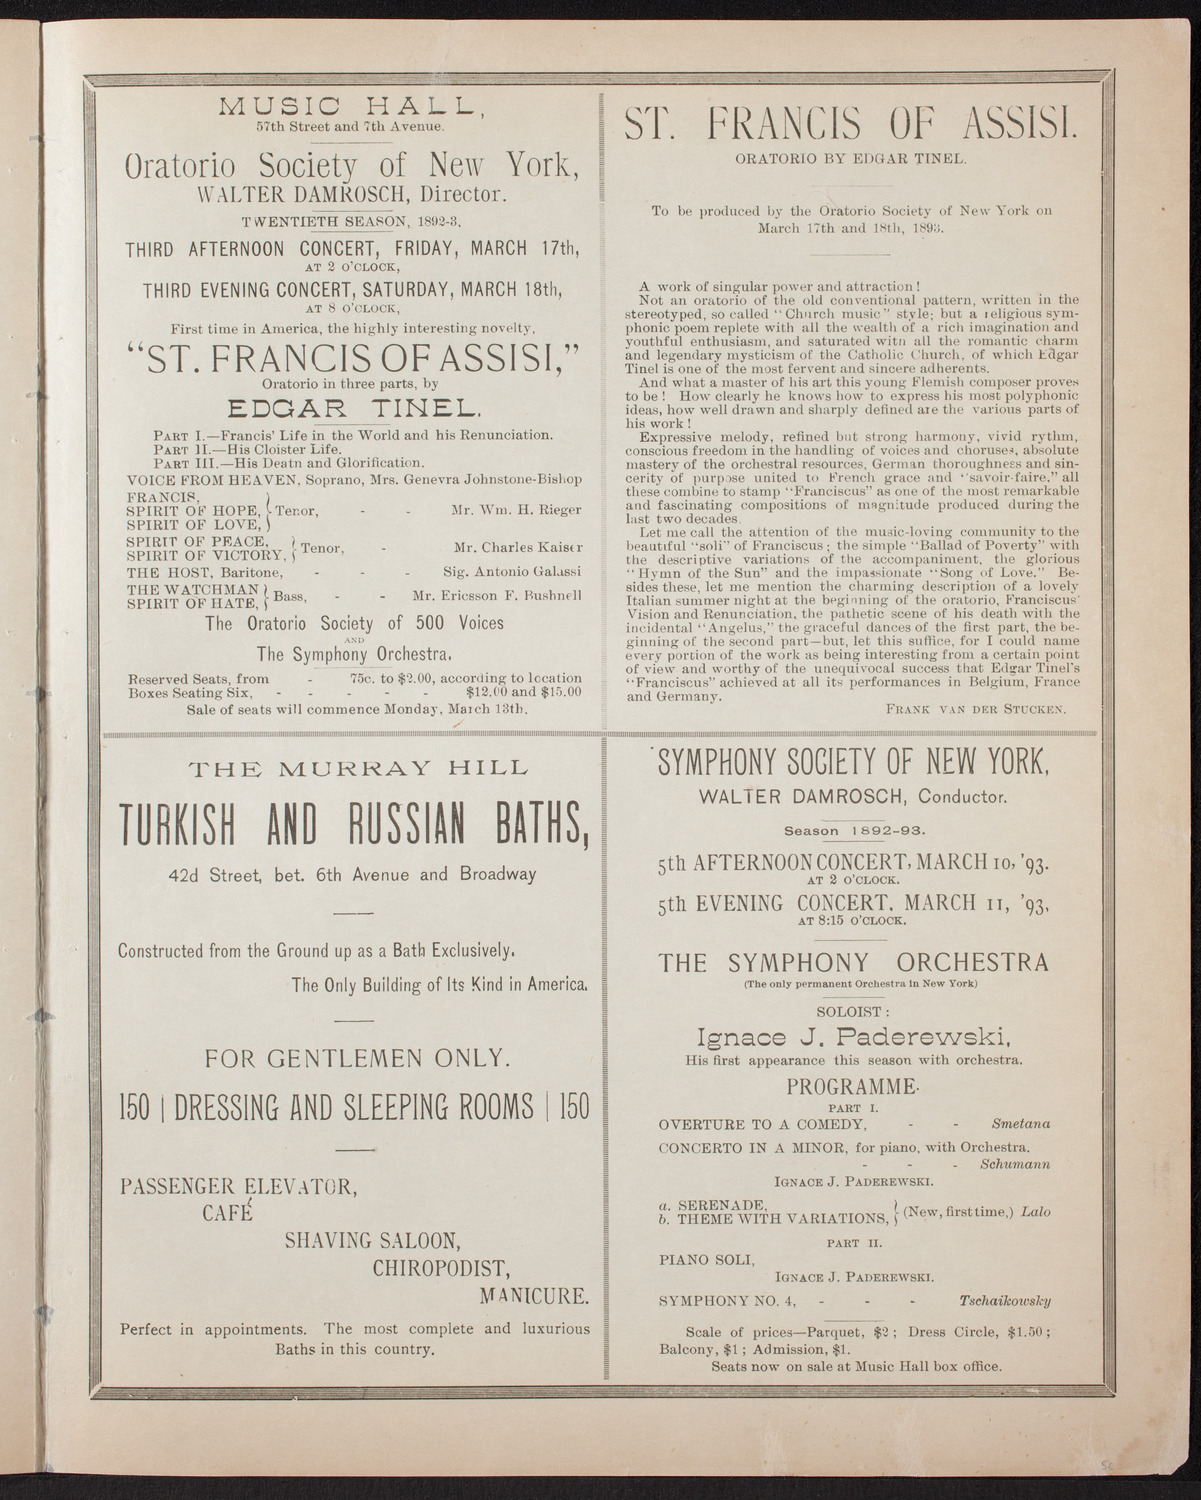 MUSIC HALL,
57th Street and 7th Avenue.
Oratorio Society of New York,
WALTER DAMROSCH, Director.
TWENTIETH SEASON, 1892-3,
THIRD AFTERNOON CONCERT, FRIDAY, MARCH 17th,
AT 2 O'CLOCK,
THIRD EVENING CONCERT, SATURDAY, MARCH 18th,
AT 8 O'CLOCK,
First time in America, the highly interesting novelty,
"ST. FRANCIS OF ASSISI,"
Oratorio in three parts, by
EDGAR TINEL.
PART I.—Francis' Life in the World and his Renunciation.
PART II.—His Cloister Life.
PART III.—His Death and Glorification.
VOICE FROM HEAVEN, Soprano, Mrs. Genevra Johnstone-Bishop
FRANCIS,
SPIRIT OF HOPE, } Tenor, - - Mr. Wm. H. Rieger
SPIRIT OF LOVE,
SPIRIT OF PEACE,
SPIRIT OF VICTORY, } Tenor, - Mr. Charles Kaiser
THE HOST, Baritone, - - Sig. Antonio Galassi
THE WATCHMAN
SPIRIT OF HATE, } Bass, - - Mr. Ericsson F. Bushnell
The Oratorio Society of 500 Voices
AND
The Symphony Orchestra.
Reserved Seats, from - 75c. to $2.00, according to location
Boxes Seating Six, - - - - - $12.00 and $15.00
Sale of seats will commence Monday, March 13th.
ST. FRANCIS OF ASSISI.
ORATORIO BY EDGAR TINEL.
To be produced by the Oratorio Society of New York on
March 17th and 18th, 1893.
A work of singular power and attraction!
Not an oratorio of the old conventional pattern, written in the
stereotyped, so called "Church music" style; but a religious sym-
phonic poem replete with all the wealth of a rich imagination and
youthful enthusiasm, and saturated with all the romantic charm
and legendary mysticism of the Catholic Church, of which Edgar
Tinel is one of the most fervent and sincere adherents.
And what a master of his art this young Flemish composer proves
to be! How clearly he knows how to express his most polyphonic
ideas, how well drawn and sharply defined are the various parts of
his work!
Expressive melody, refined but strong harmony, vivid rythm,
conscious freedom in the handling of voices and choruses, absolute
mastery of the orchestral resources, German thoroughness and sin-
cerity of purpose united to French grace and "savoir-faire," all
these combine to stamp "Franciscus" as one of the most remarkable
and fascinating compositions of magnitude produced during the
last two decades.
Let me call the attention of the music-loving community to the
beautiful "soli" of Franciscus; the simple "Ballad of Poverty" with
the descriptive variations of the accompaniment, the glorious
"Hymn of the Sun" and the impassionate "Song of Love." Be-
sides these, let me mention the charming description of a lovely
Italian summer night at the beginning of the oratorio, Franciscus'
Vision and Renunciation, the pathetic scene of his death with the
incidental "Angelus," the graceful dances of the first part, the be-
ginning of the second part—but, let this suffice, for I could name
every portion of the work as being interesting from a certain point
of view and worthy of the unequivocal success that Edgar Tinel's
"Franciscus" achieved at all its performances in Belgium, France
and Germany.
FRANK VAN DER STUCKEN.
THE MURRAY HILL
TURKISH AND RUSSIAN BATHS,
42d Street, bet. 6th Avenue and Broadway
Constructed from the Ground up as a Bath Exclusively.
The Only Building of Its Kind in America.
FOR GENTLEMEN ONLY.
150 | DRESSING AND SLEEPING ROOMS | 150
PASSENGER ELEVATOR,
CAFÉ
SHAVING SALOON,
CHIROPODIST,
MANICURE.
Perfect in appointments. The most complete and luxurious
Baths in this country.
SYMPHONY SOCIETY OF NEW YORK,
WALTER DAMROSCH, Conductor.
Season 1892-93.
5th AFTERNOON CONCERT, MARCH 10, '93.
AT 2 O'CLOCK.
5th EVENING CONCERT, MARCH 11, '93,
AT 8:15 O'CLOCK.
THE SYMPHONY ORCHESTRA
(The only permanent Orchestra in New York)
SOLOIST:
Ignace J. Paderewski,
His first appearance this season with orchestra.
PROGRAMME.
PART I.
OVERTURE TO A COMEDY, - - Smetana
CONCERTO IN A MINOR, for piano, with Orchestra.
- - - Schumann
IGNACE J. PADEREWSKI.
a. SERENADE,
b. THEME WITH VARIATIONS, } (New, first time,) Lalo
PART II.
PIANO SOLI,
IGNACE J. PADEREWSKI.
SYMPHONY NO. 4, - - - Tschaikowsky
Scale of prices—Parquet, $2; Dress Circle, $1.50;
Balcony, $1; Admission, $1.
Seats now on sale at Music Hall box office.